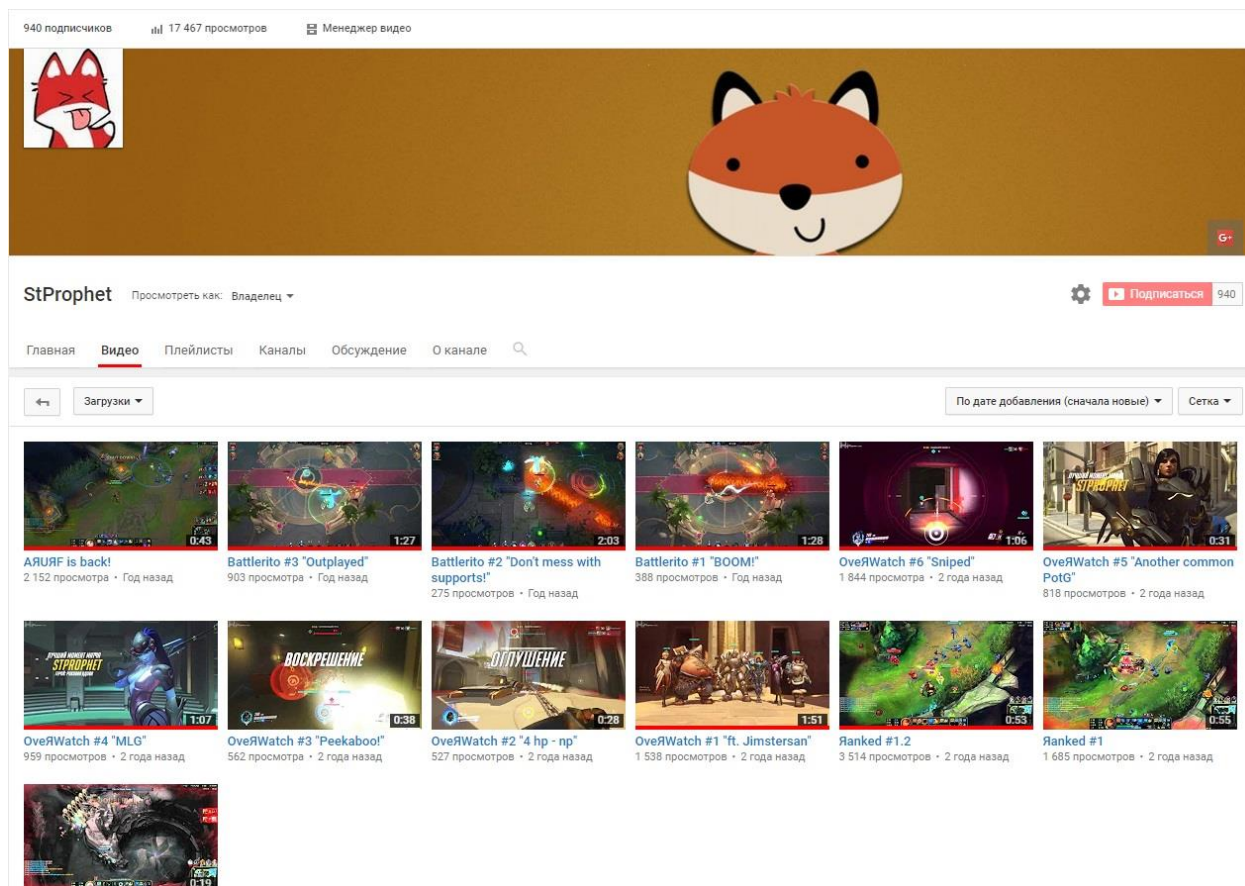 940 подписчиков 17 467 просмотров Менеджер видео
G+
StProphet Просмотреть как: Владелец
Подписаться 940
Главная Видео Плейлисты Каналы Обсуждение О канале
Загрузки По дате добавления (сначала новые) Сетка
0:43 1:27 2:03 1:28 1:06 0:31
ЛУЧШИЙ МОМЕНТ МАТЧА
STPROPHET
AЯUЯF is back!
2 152 просмотра • Год назад
Battlerito #3 "Outplayed"
903 просмотра • Год назад
Battlerito #2 "Don't mess with
supports!"
275 просмотров • Год назад
Battlerito #1 "BOOM!"
388 просмотров • Год назад
OveЯWatch #6 "Sniped"
1 844 просмотра • 2 года назад
OveЯWatch #5 "Another common
PotG"
818 просмотров • 2 года назад
ЛУЧШИЙ МОМЕНТ МАТЧА
STPROPHET
ВОСКРЕШЕНИЕ
ОГЛУШЕНИЕ
1:07 0:38 0:28 1:51 0:53 0:55
OveЯWatch #4 "MLG"
959 просмотров • 2 года назад
OveЯWatch #3 "Peekaboo!"
562 просмотра • 2 года назад
OveЯWatch #2 "4 hp - np"
527 просмотров • 2 года назад
OveЯWatch #1 "ft. Jimstersan"
1 538 просмотров • 2 года назад
Яanked #1.2
3 514 просмотров • 2 года назад
Яanked #1
1 685 просмотров • 2 года назад
0:19